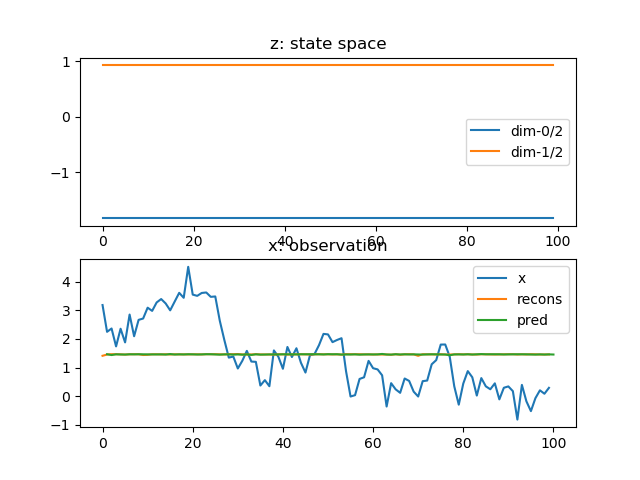 z: state space
1
0
−1
dim-0/2
dim-1/2
0 20 40 60 80 100
x: observation
4
3
2
1
0
−1
x
recons
pred
0 20 40 60 80 100